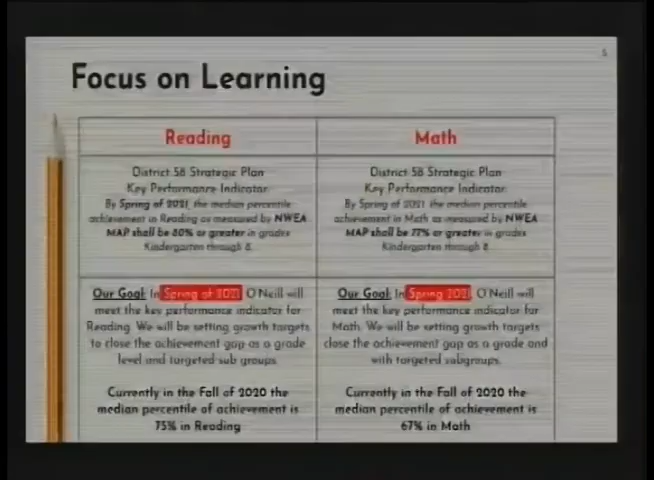 5
Focus on Learning
Reading
Math
District 58 Strategic Plan
Key Performance Indicator:
By Spring of 2021, the median percentile
achievement in Reading as measured by NWEA
MAP shall be 80% or greater in grades
Kindergarten through 8.
District 58 Strategic Plan
Key Performance Indicator:
By Spring of 2021, the median percentile
achievement in Math as measured by NWEA
MAP shall be 77% or greater in grades
Kindergarten through 8.
Our Goal: In Spring of 2021, O'Neill will
meet the key performance indicator for
Reading. We will be setting growth targets
to close the achievement gap as a grade
level and targeted sub groups.
Currently in the Fall of 2020 the
median percentile of achievement is
75% in Reading
Our Goal: In Spring 2021, O'Neill will
meet the key performance indicator for
Math. We will be setting growth targets
close the achievement gap as a grade and
with targeted subgroups.
Currently in the Fall of 2020 the
median percentile of achievement is
67% in Math